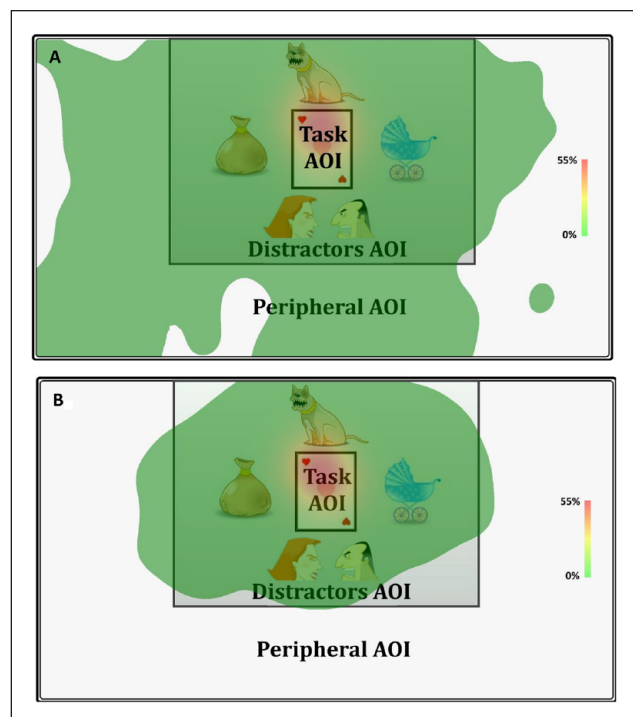 A
Task
AOI
55%
0%
Distractors AOI
Peripheral AOI
B
Task
AOI
55%
0%
Distractors AOI
Peripheral AOI